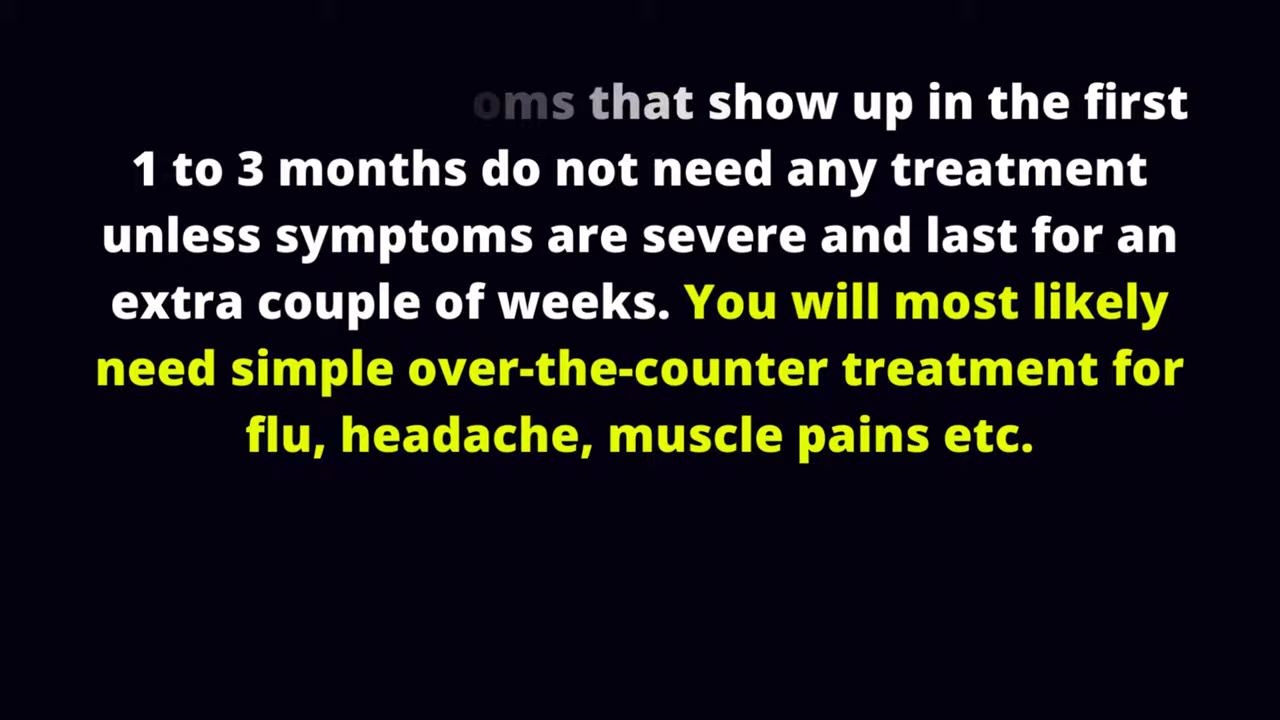 that show up in the first
1 to 3 months do not need any treatment
unless symptoms are severe and last for an
extra couple of weeks. You will most likely
need simple over-the-counter treatment for
flu, headache, muscle pains etc.